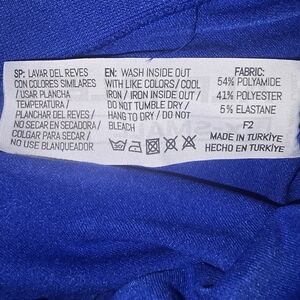 SP: LAVAR DEL REVES
CON COLORES SIMILARES
/ USAR PLANCHA
TEMPERATURA /
PLANCHAR DEL REVES /
NO SECAR EN SECADORA /
COLGAR PARA SECAR /
NO USE BLANQUEADOR
EN: WASH INSIDE OUT
WITH LIKE COLORS / COOL
IRON / IRON INSIDE OUT /
DO NOT TUMBLE DRY /
HANG TO DRY / DO NOT
BLEACH
FABRIC:
54% POLYAMIDE
41% POLYESTER
5% ELASTANE
F2
MADE IN TURKİYE
HECHO EN TURKİYE